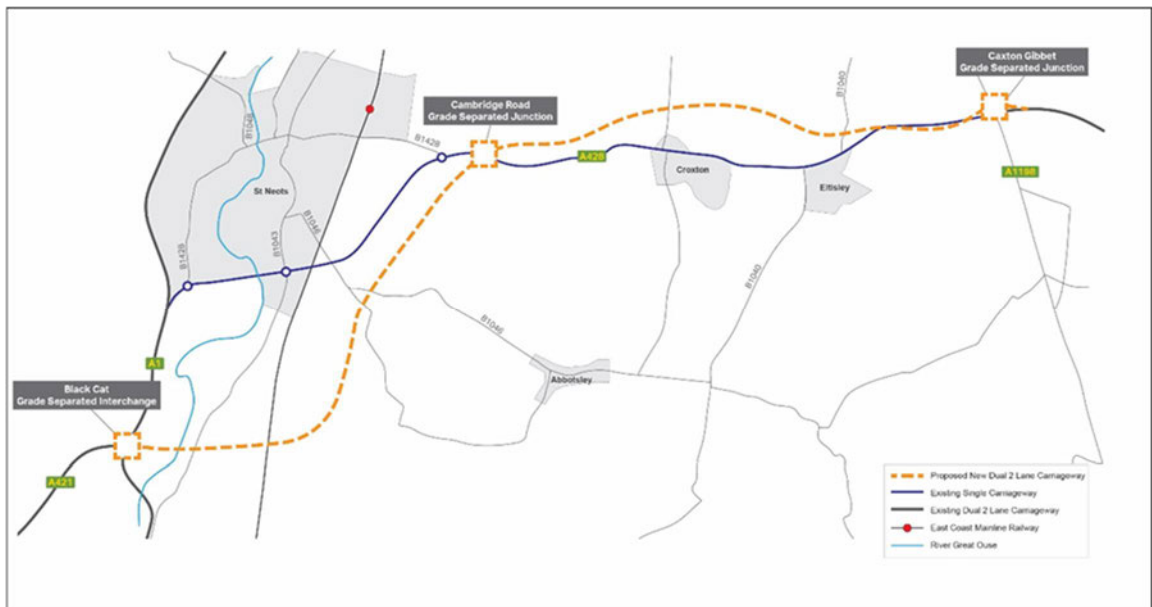 Caxton Gibbet
Grade Separated Junction
Cambridge Road
Grade Separated Junction
B1040
B1048
B1428
A428
Croxton
Eltisley
A1198
St Neots
B1428
B1043
B1046
B1040
B1046
A1
Abbotsley
Black Cat
Grade Separated Interchange
A421
Proposed New Dual 2 Lane Carriageway
Existing Single Carriageway
Existing Dual 2 Lane Carriageway
East Coast Mainline Railway
River Great Ouse